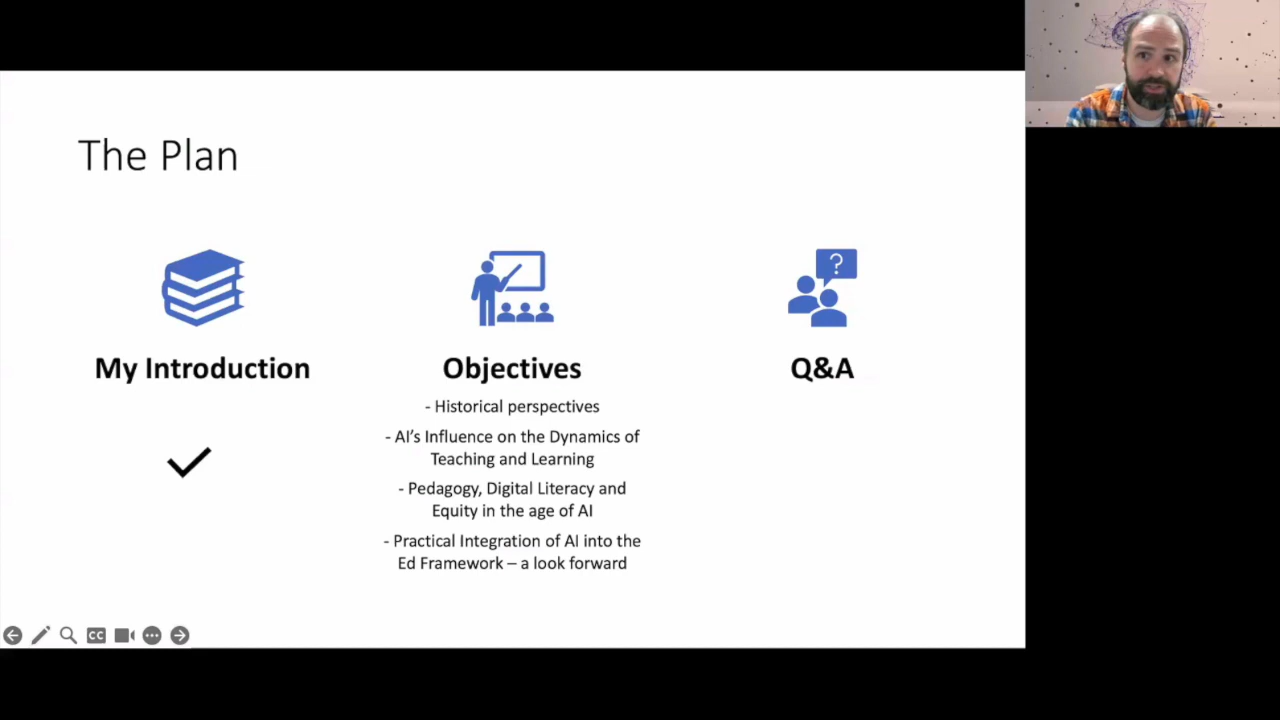 The Plan
My Introduction
Objectives
- Historical perspectives
- AI’s Influence on the Dynamics of
Teaching and Learning
- Pedagogy, Digital Literacy and
Equity in the age of AI
- Practical Integration of AI into the
Ed Framework – a look forward
?
Q&A
CC